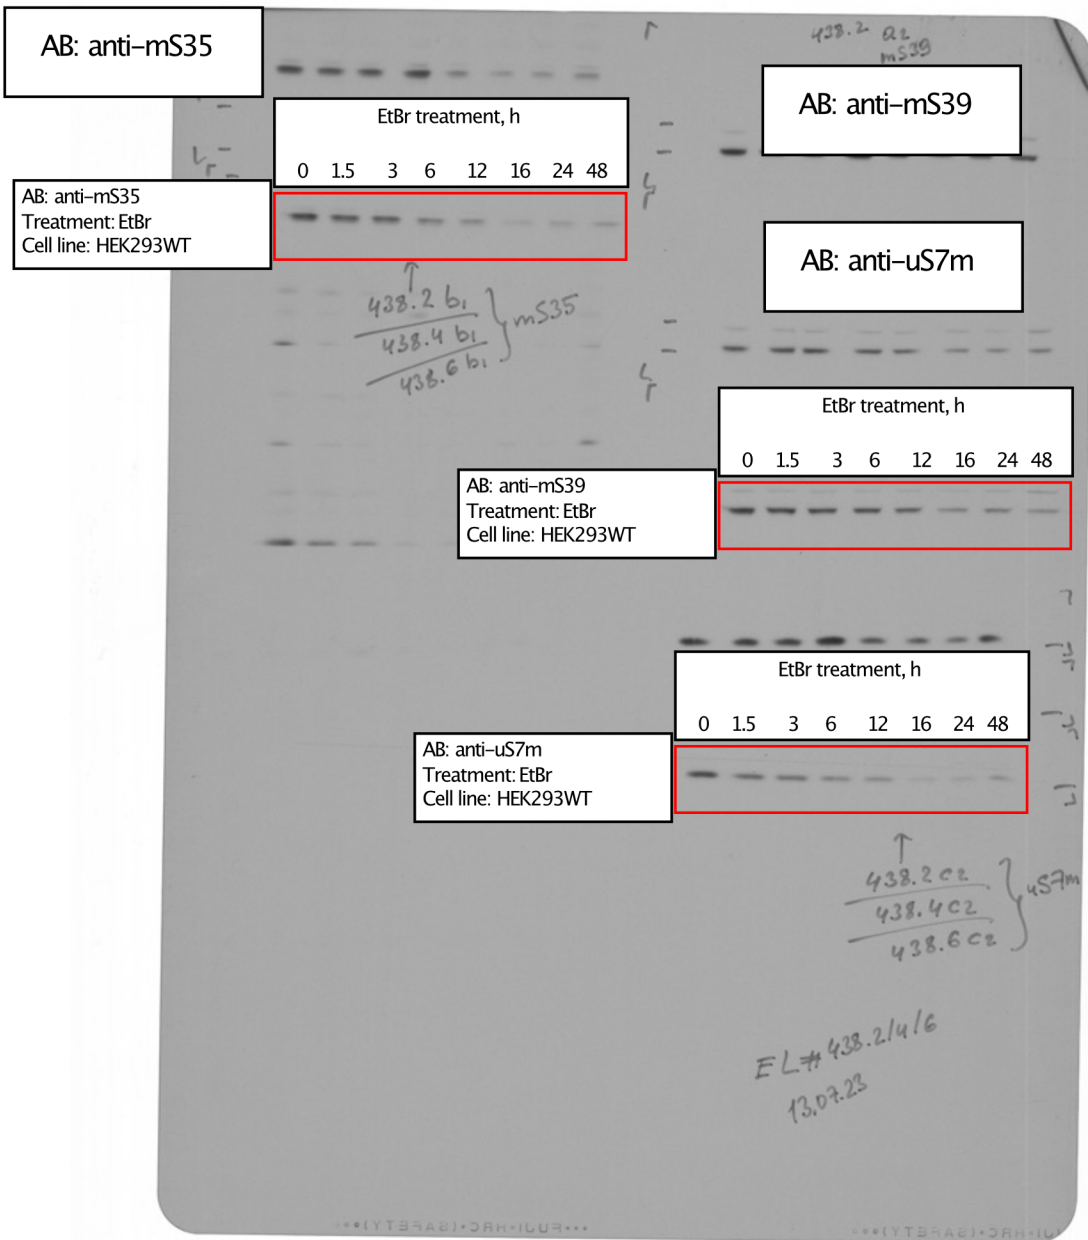 AB: anti-mS35
438.2 a2
mS39
AB: anti-mS39
EtBr treatment, h
0 1.5 3 6 12 16 24 48
AB: anti-mS35
Treatment: EtBr
Cell line: HEK293WT
AB: anti-uS7m
438.2 b1
438.4 b1
438.6 b1
mS35
EtBr treatment, h
0 1.5 3 6 12 16 24 48
AB: anti-mS39
Treatment: EtBr
Cell line: HEK293WT
EtBr treatment, h
0 1.5 3 6 12 16 24 48
AB: anti-uS7m
Treatment: EtBr
Cell line: HEK293WT
438.2 c2
438.4 c2
438.6 c2
uS7m
EL# 438.2/4/6
13.07.23
•••(YTEFAS)•CRH•IJUF•••